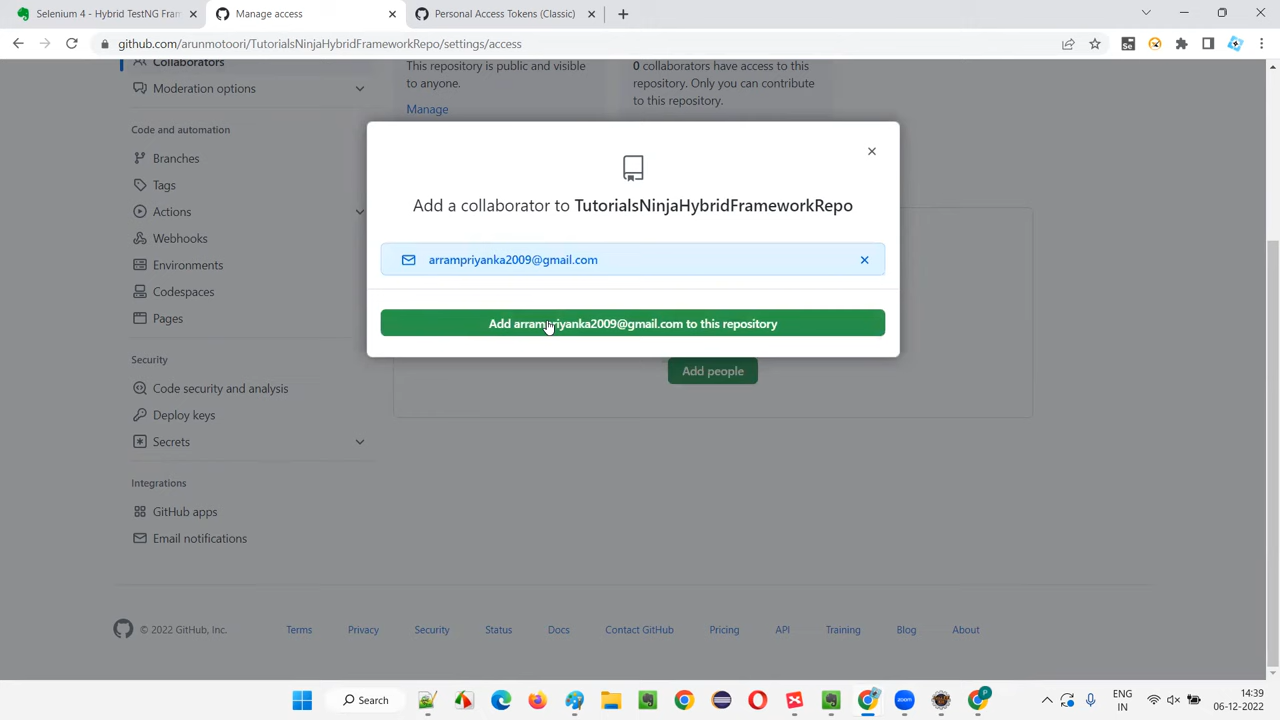 Selenium 4 - Hybrid TestNG Fram
Manage access
Personal Access Tokens (Classic)
github.com/arunmotoori/TutorialsNinjaHybridFrameworkRepo/settings/access
Collaborators
Moderation options
Code and automation
Branches
Tags
Actions
Webhooks
Environments
Codespaces
Pages
Security
Code security and analysis
Deploy keys
Secrets
Integrations
GitHub apps
Email notifications
This repository is public and visible
to anyone.
Manage
0 collaborators have access to this
repository. Only you can contribute
to this repository.
Add a collaborator to TutorialsNinjaHybridFrameworkRepo
arrampriyanka2009@gmail.com
Add arrampriyanka2009@gmail.com to this repository
Add people
© 2022 GitHub, Inc.
Terms
Privacy
Security
Status
Docs
Contact GitHub
Pricing
API
Training
Blog
About
Search
ENG
IN
14:39
06-12-2022